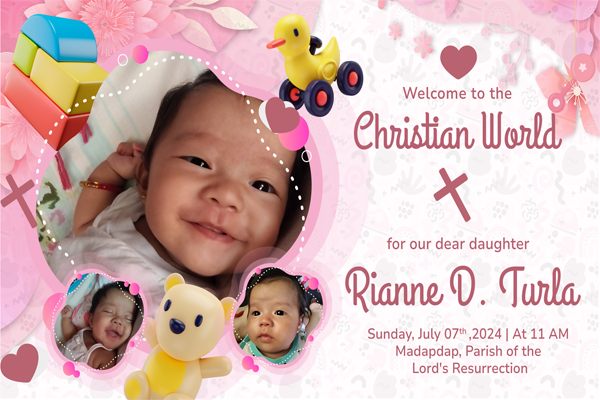 Welcome to the
Christian World
for our dear daughter
Rianne D. Turla
Sunday, July 07th ,2024 | At 11 AM
Madapdap, Parish of the
Lord's Resurrection